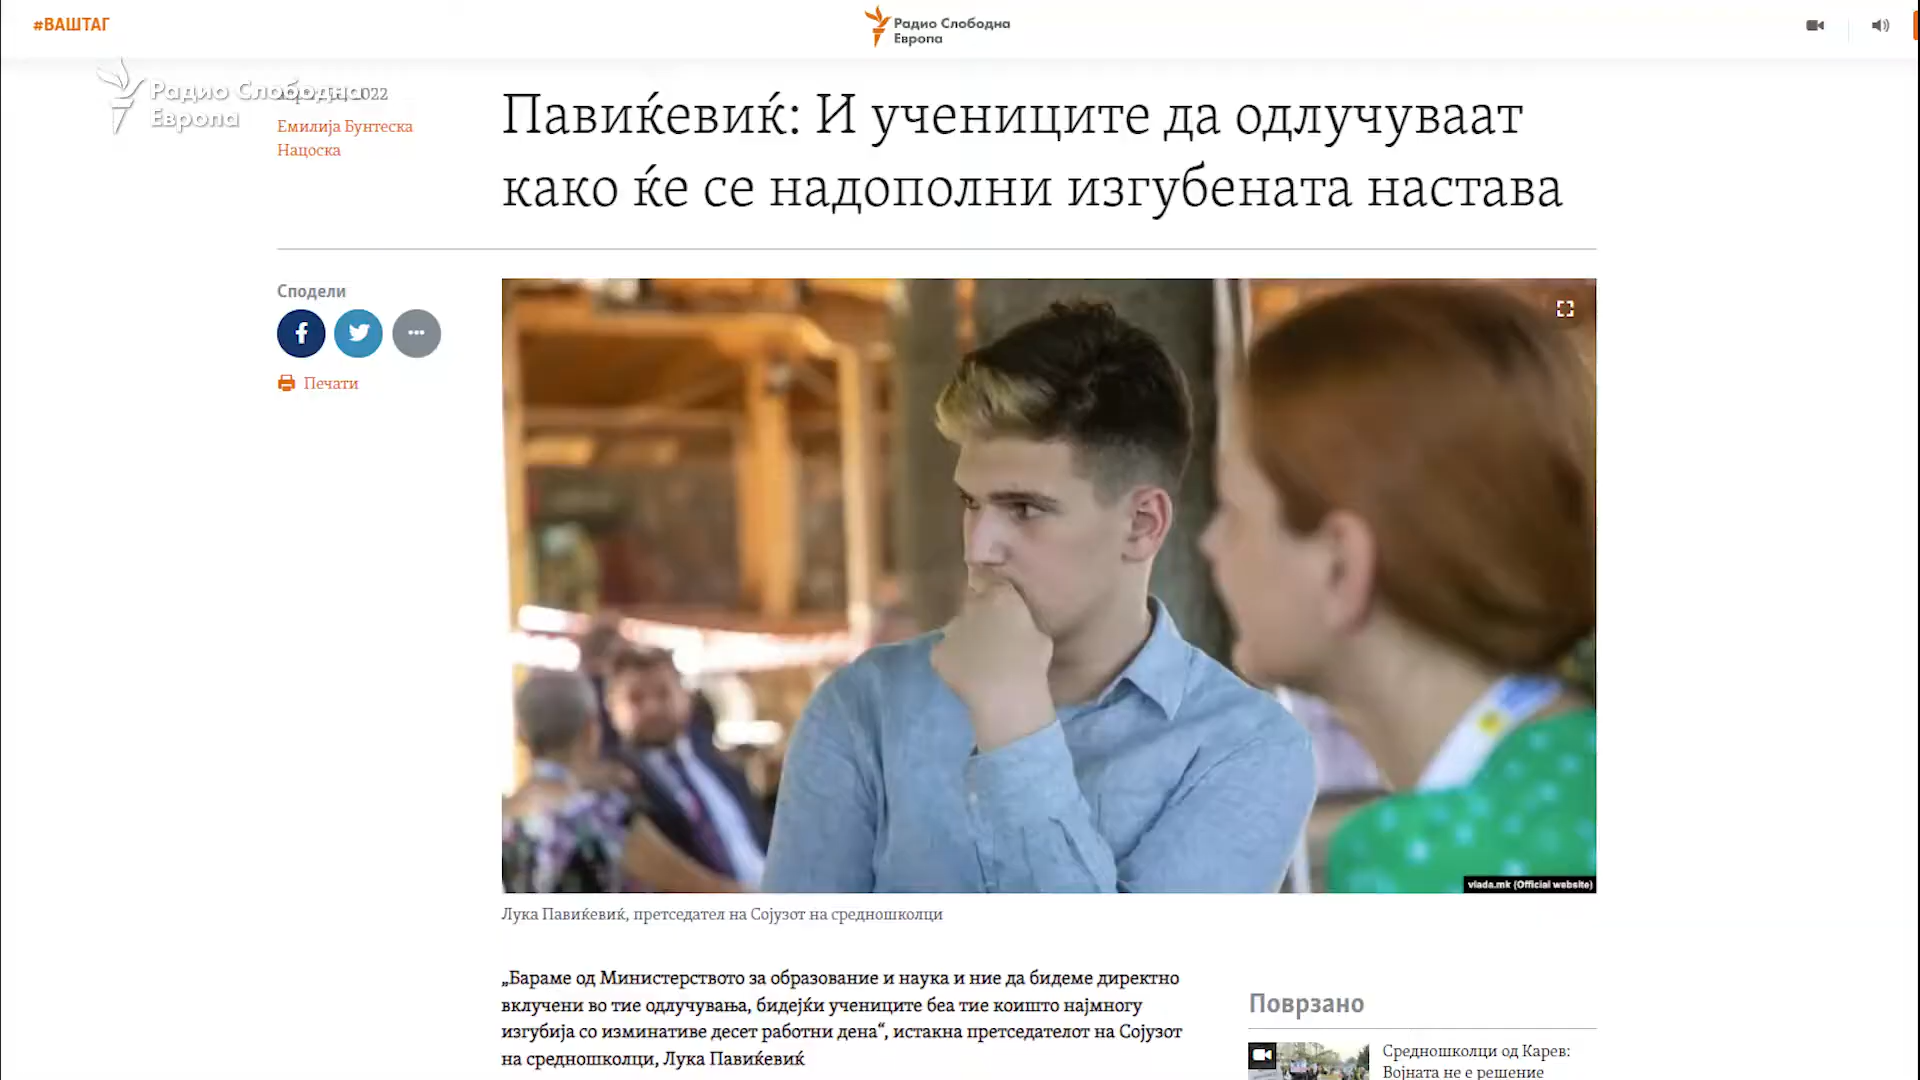 #ВАШТАГ
Радио Слободна
Европа
Радио Слободна
Европа
2022
Емилија Бунтеска
Нацоска
Павиќевиќ: И учениците да одлучуваат
како ќе се надополни изгубената настава
Сподели
Печати
vlada.mk (Official website)
Лука Павиќевиќ, претседател на Сојузот на средношколци
„Бараме од Министерството за образование и наука и ние да бидеме директно
вклучени во тие одлучувања, бидејќи учениците беа тие коишто најмногу
изгубија со изминативе десет работни дена“, истакна претседателот на Сојузот
на средношколци, Лука Павиќевиќ
Поврзано
Средношколци од Карев:
Војната не е решение